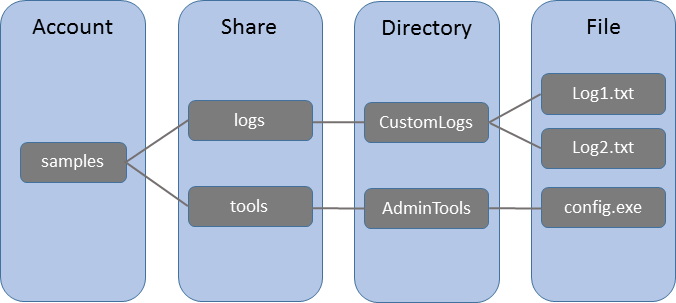 Account
Share
Directory
File
samples
logs
tools
CustomLogs
AdminTools
Log1.txt
Log2.txt
config.exe